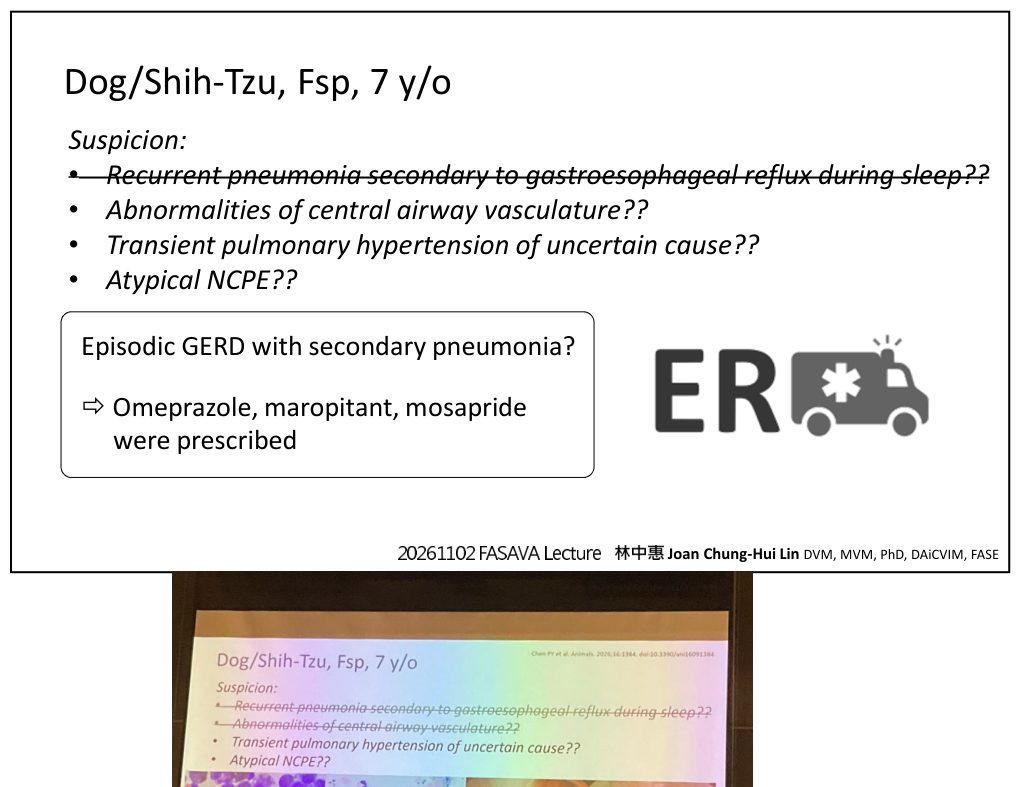 Dog/Shih-Tzu, Fsp, 7 y/o
Suspicion:
• Recurrent pneumonia secondary to gastroesophageal reflux during sleep??
• Abnormalities of central airway vasculature??
• Transient pulmonary hypertension of uncertain cause??
• Atypical NCPE??
Episodic GERD with secondary pneumonia?
⇨ Omeprazole, maropitant, mosapride
were prescribed
ER
20261102 FASAVA Lecture 林中惠 Joan Chung-Hui Lin DVM, MVM, PhD, DAiCVIM, FASE
Chen PY et al. Animals. 2026;16:1364. doi:10.3390/ani16091364
Dog/Shih-Tzu, Fsp, 7 y/o
Suspicion:
• Recurrent pneumonia secondary to gastroesophageal reflux during sleep??
• Abnormalities of central airway vasculature??
• Transient pulmonary hypertension of uncertain cause??
• Atypical NCPE??